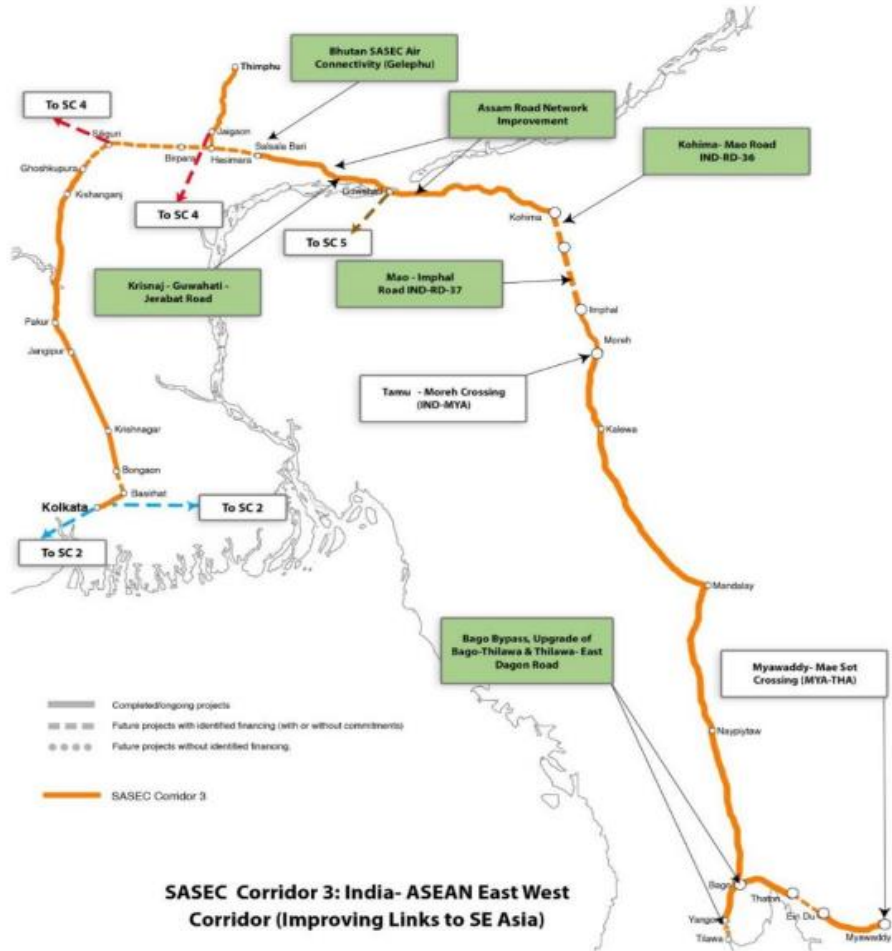 Thimphu
Bhutan SASEC Air
Connectivity (Gelephu)
To SC 4
Siliguri
Jaigaon
Assam Road Network
Improvement
Birpara
Hasimara
Salsala Bari
Kohima- Mao Road
IND-RD-36
Ghoshkupura
Kishanganj
To SC 4
Guwahati
Kohima
To SC 5
Krisnaj - Guwahati -
Jerabat Road
Mao - Imphal
Road IND-RD-37
Imphal
Pakur
Moreh
Jangipur
Tamu - Moreh Crossing
(IND-MYA)
Kalewa
Krishnagar
Bongaon
Basirhat
Kolkata
To SC 2
To SC 2
Mandalay
Bago Bypass, Upgrade of
Bago-Thilawa & Thilawa- East
Dagon Road
Myawaddy- Mae Sot
Crossing (MYA-THA)
Completed/ongoing projects
Future projects with identified financing (with or without commitments)
Future projects without identified financing.
Naypiytaw
SASEC Corridor 3
SASEC Corridor 3: India- ASEAN East West
Corridor (Improving Links to SE Asia)
Bago
Thaton
Ein Du
Yangon
Tilawa
Myawaddy